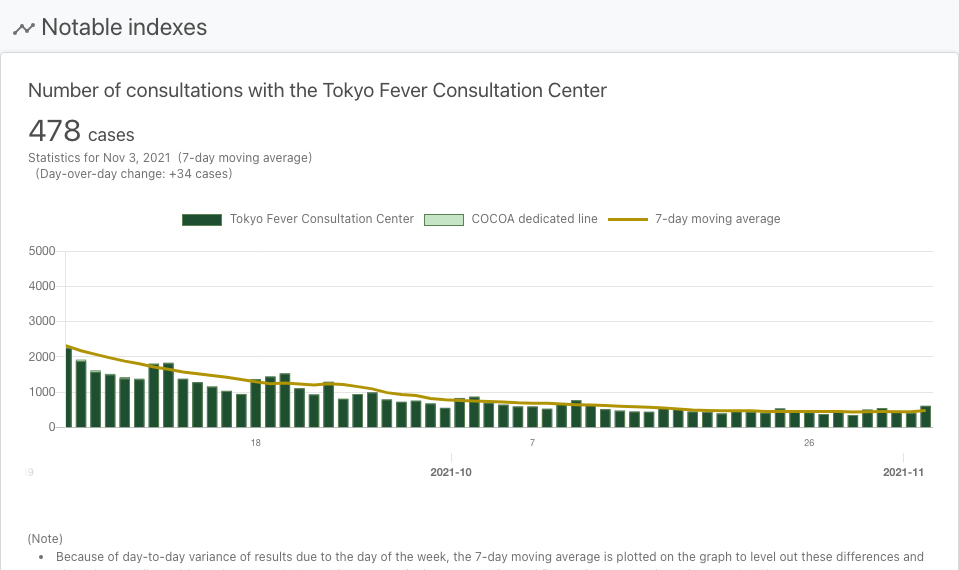 Notable indexes
Number of consultations with the Tokyo Fever Consultation Center
478 cases
Statistics for Nov 3, 2021 (7-day moving average)
(Day-over-day change: +34 cases)
Tokyo Fever Consultation Center COCOA dedicated line 7-day moving average
5000
4000
3000
2000
1000
0
18 7 26
9 2021-10 2021-11
(Note)
• Because of day-to-day variance of results due to the day of the week, the 7-day moving average is plotted on the graph to level out these differences and